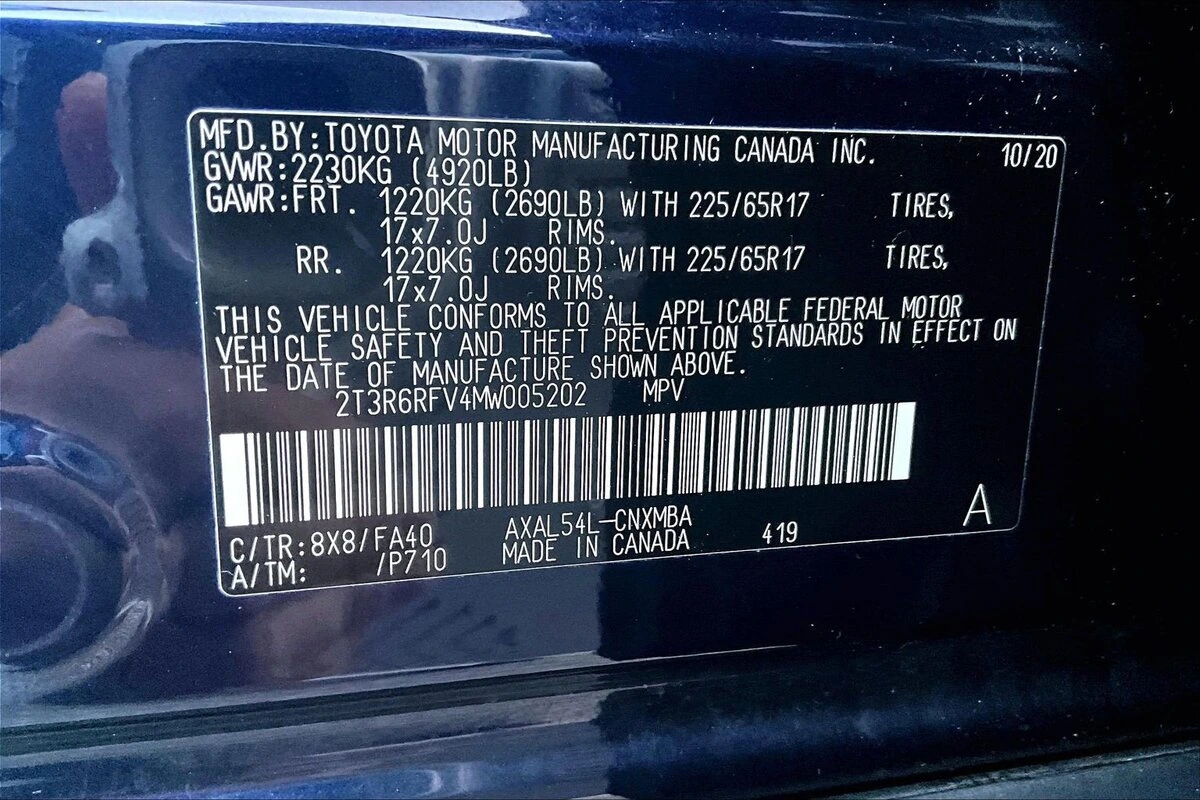 MFD.BY:TOYOTA MOTOR MANUFACTURING CANADA INC. 10/20
GVWR:2230KG (4920LB)
GAWR:FRT. 1220KG (2690LB) WITH 225/65R17 TIRES,
17x7.0J RIMS.
RR. 1220KG (2690LB) WITH 225/65R17 TIRES,
17x7.0J RIMS.
THIS VEHICLE CONFORMS TO ALL APPLICABLE FEDERAL MOTOR
VEHICLE SAFETY AND THEFT PREVENTION STANDARDS IN EFFECT ON
THE DATE OF MANUFACTURE SHOWN ABOVE.
2T3R6RFV4MW005202 MPV
C/TR:8X8/FA40 AXAL54L-CNXMBA 419 A
A/TM: /P710 MADE IN CANADA